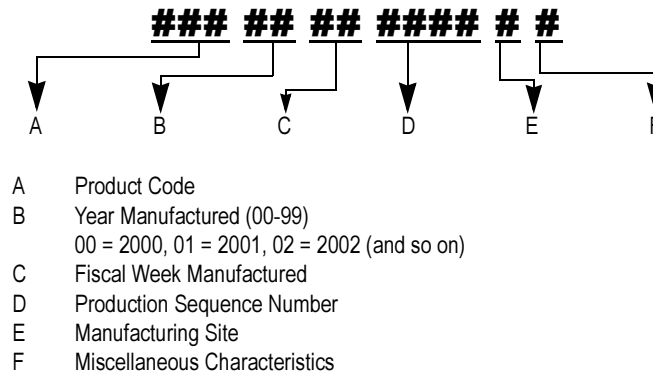 ### ## ## #### # #
A B C D E F
A Product Code
B Year Manufactured (00-99)
00 = 2000, 01 = 2001, 02 = 2002 (and so on)
C Fiscal Week Manufactured
D Production Sequence Number
E Manufacturing Site
F Miscellaneous Characteristics